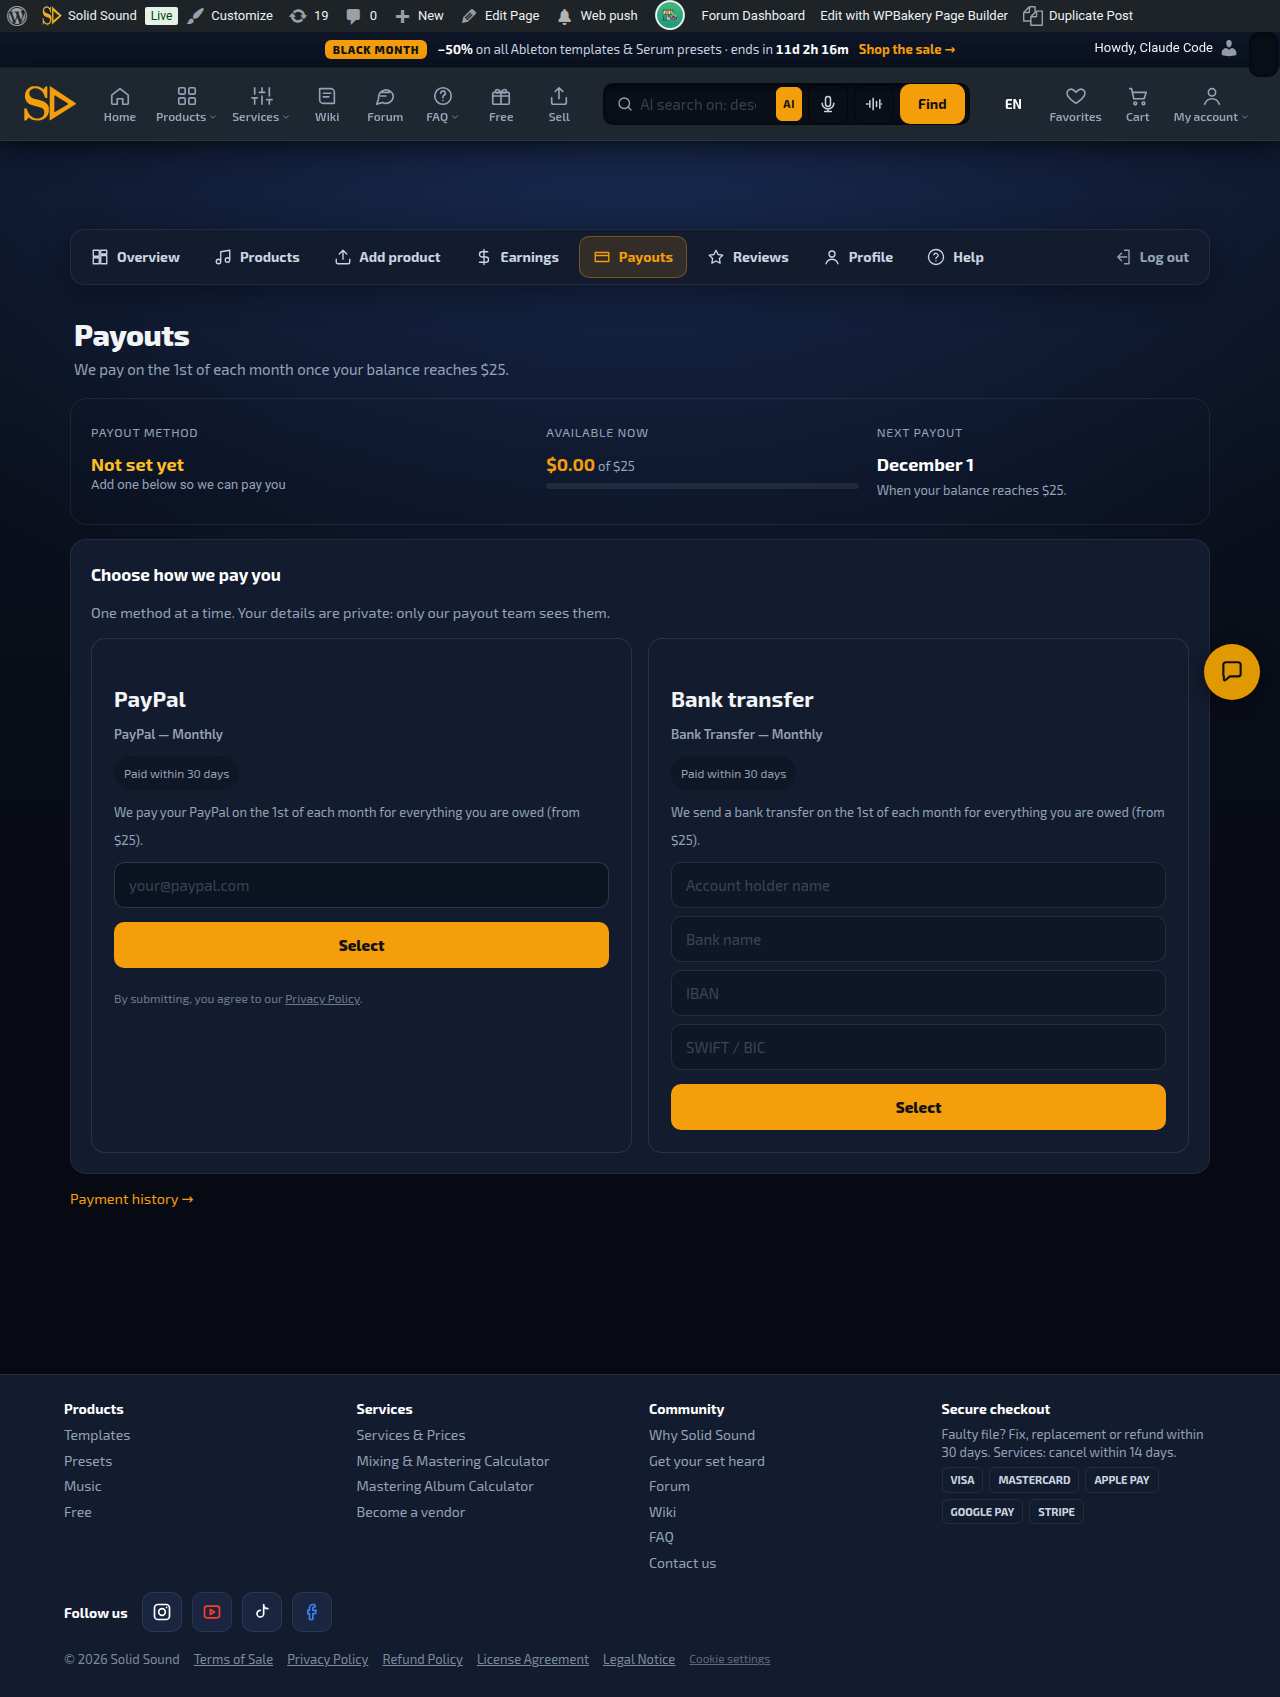 Solid Sound Live Customize 19 0 New Edit Page Web push Forum Dashboard Edit with WPBakery Page Builder Duplicate Post
BLACK MONTH −50% on all Ableton templates & Serum presets · ends in 11d 2h 16m Shop the sale →
Howdy, Claude Code
Home Products Services Wiki Forum FAQ Free Sell
AI search on: des
AI
Find
EN
Favorites Cart My account
Overview Products Add product Earnings Payouts Reviews Profile Help Log out
Payouts
We pay on the 1st of each month once your balance reaches $25.
PAYOUT METHOD
Not set yet
Add one below so we can pay you
AVAILABLE NOW
$0.00 of $25
NEXT PAYOUT
December 1
When your balance reaches $25.
Choose how we pay you
One method at a time. Your details are private: only our payout team sees them.
PayPal
PayPal — Monthly
Paid within 30 days
We pay your PayPal on the 1st of each month for everything you are owed (from
$25).
your@paypal.com
Select
By submitting, you agree to our Privacy Policy.
Bank transfer
Bank Transfer — Monthly
Paid within 30 days
We send a bank transfer on the 1st of each month for everything you are owed (from
$25).
Account holder name
Bank name
IBAN
SWIFT / BIC
Select
Payment history →
Products
Templates
Presets
Music
Free
Services
Services & Prices
Mixing & Mastering Calculator
Mastering Album Calculator
Become a vendor
Community
Why Solid Sound
Get your set heard
Forum
Wiki
FAQ
Contact us
Secure checkout
Faulty file? Fix, replacement or refund within
30 days. Services: cancel within 14 days.
VISA MASTERCARD APPLE PAY
GOOGLE PAY STRIPE
Follow us
© 2026 Solid Sound Terms of Sale Privacy Policy Refund Policy License Agreement Legal Notice Cookie settings